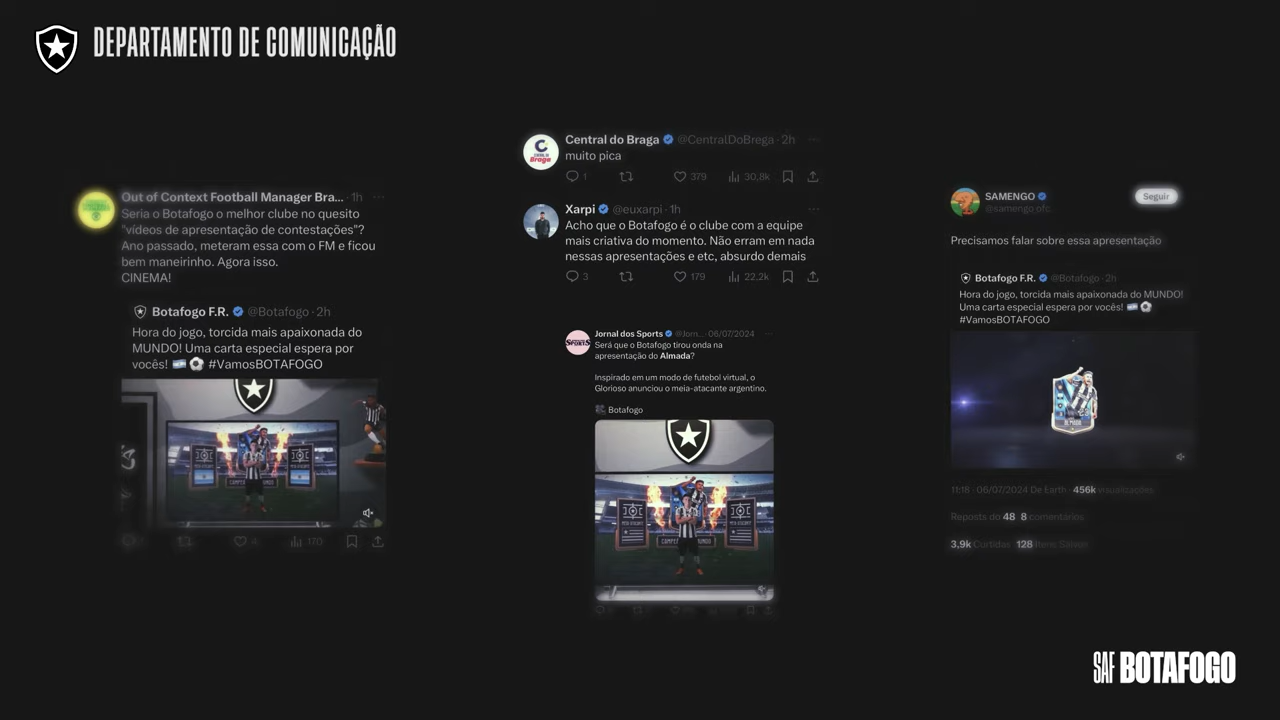 DEPARTAMENTO DE COMUNICAÇÃO
Out of Context Football Manager Bra... · 1h
Seria o Botafogo o melhor clube no quesito
"vídeos de apresentação de contestações"?
Ano passado, meteram essa com o FM e ficou
bem maneirinho. Agora isso.
CINEMA!
Botafogo F.R. @Botafogo · 2h
Hora do jogo, torcida mais apaixonada do
MUNDO! Uma carta especial espera por
vocês! 🇦🇷 ⚽ #VamosBOTAFOGO
4 170
Central do Braga @CentralDoBrega · 2h
muito pica
1 379 30,8k
Xarpi @euxarpi · 1h
Acho que o Botafogo é o clube com a equipe
mais criativa do momento. Não erram em nada
nessas apresentações e etc, absurdo demais
3 179 22,2k
Jornal dos Sports @Jorn... · 06/07/2024
Será que o Botafogo tirou onda na
apresentação do Almada?
Inspirado em um modo de futebol virtual, o
Glorioso anunciou o meia-atacante argentino.
Botafogo
SAMENGO
@samengo ofc
Seguir
Precisamos falar sobre essa apresentação
Botafogo F.R. @Botafogo · 2h
Hora do jogo, torcida mais apaixonada do MUNDO!
Uma carta especial espera por vocês! 🇦🇷 ⚽
#VamosBOTAFOGO
11:18 · 06/07/2024 De Earth · 456k visualizações
Reposts do 48 8 comentários
3,9k Curtidas 128 Itens Salvos
SAF BOTAFOGO